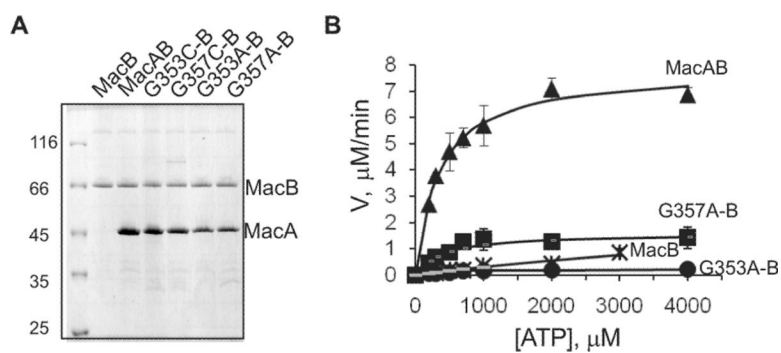 A
MacB
MacAB
G353C-B
G357C-B
G353A-B
G357A-B
116
66
45
35
25
MacB
MacA
B
V, μM/min
8
7
6
5
4
3
2
1
0
MacAB
G357A-B
MacB
G353A-B
0 1000 2000 3000 4000
[ATP], μM